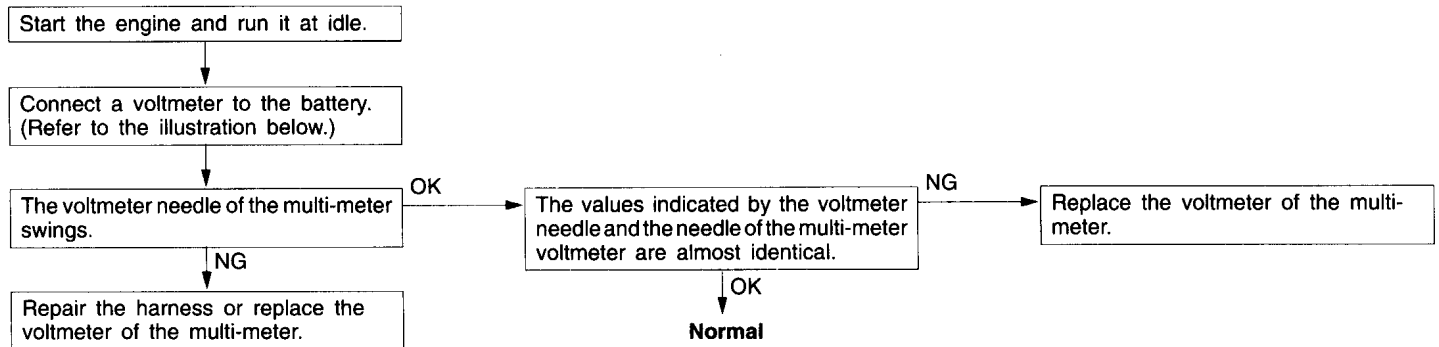 Start the engine and run it at idle.
Connect a voltmeter to the battery.
(Refer to the illustration below.)
The voltmeter needle of the multi-meter
swings.
OK
The values indicated by the voltmeter
needle and the needle of the multi-meter
voltmeter are almost identical.
NG
Replace the voltmeter of the multi-
meter.
NG
Repair the harness or replace the
voltmeter of the multi-meter.
OK
Normal